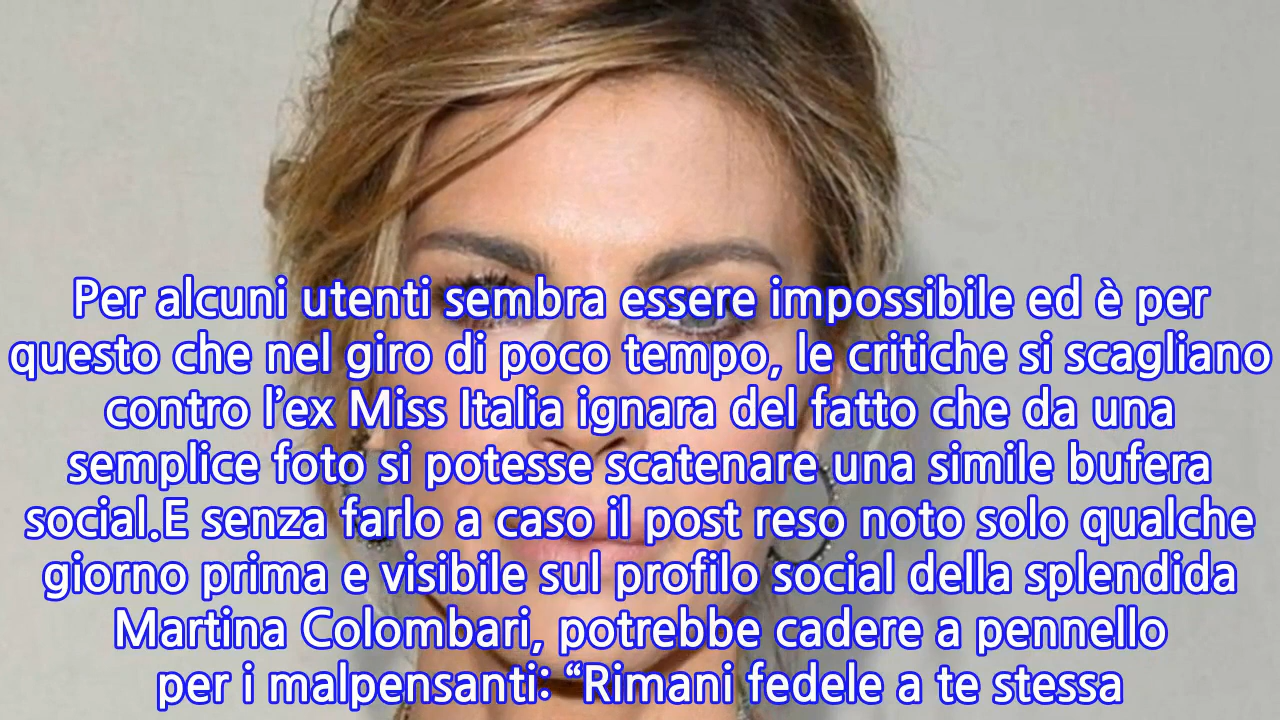 Per alcuni utenti sembra essere impossibile ed è per
questo che nel giro di poco tempo, le critiche si scagliano
contro l’ex Miss Italia ignara del fatto che da una
semplice foto si potesse scatenare una simile bufera
social.E senza farlo a caso il post reso noto solo qualche
giorno prima e visibile sul profilo social della splendida
Martina Colombari, potrebbe cadere a pennello
per i malpensanti: “Rimani fedele a te stessa